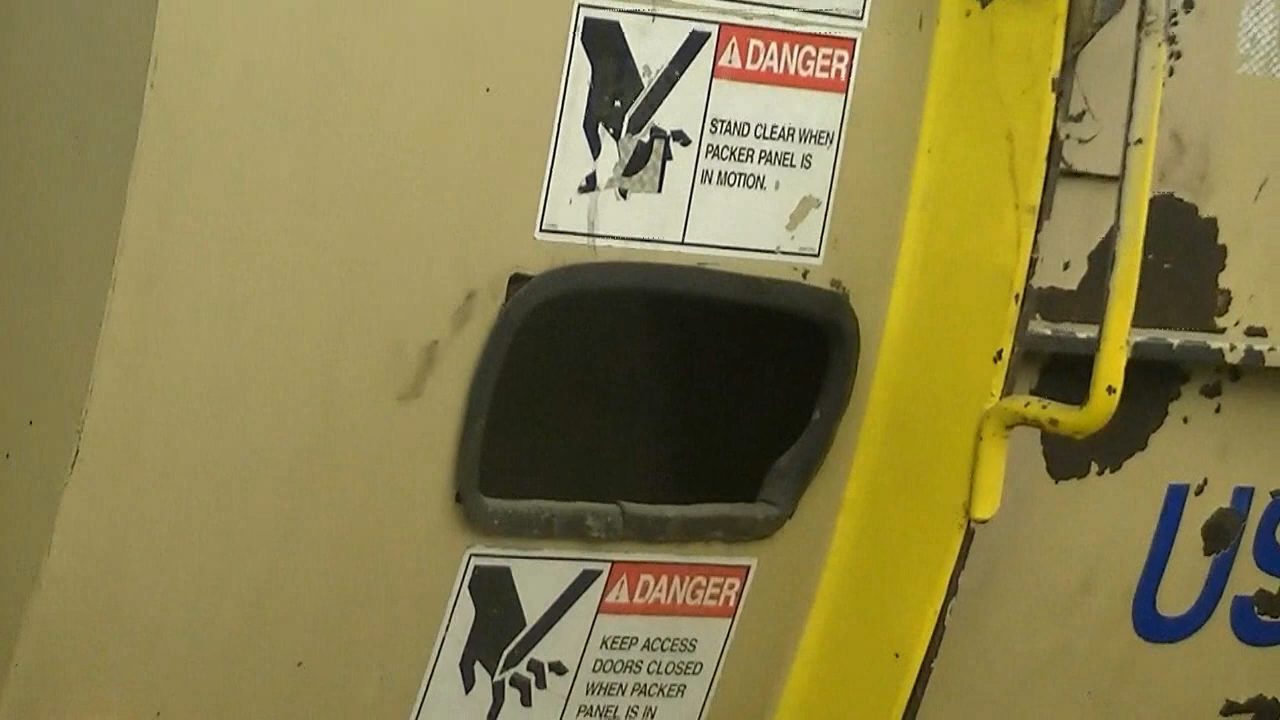 DANGER
STAND CLEAR WHEN
PACKER PANEL IS
IN MOTION.
DANGER
KEEP ACCESS
DOORS CLOSED
WHEN PACKER
PANEL IS IN
US